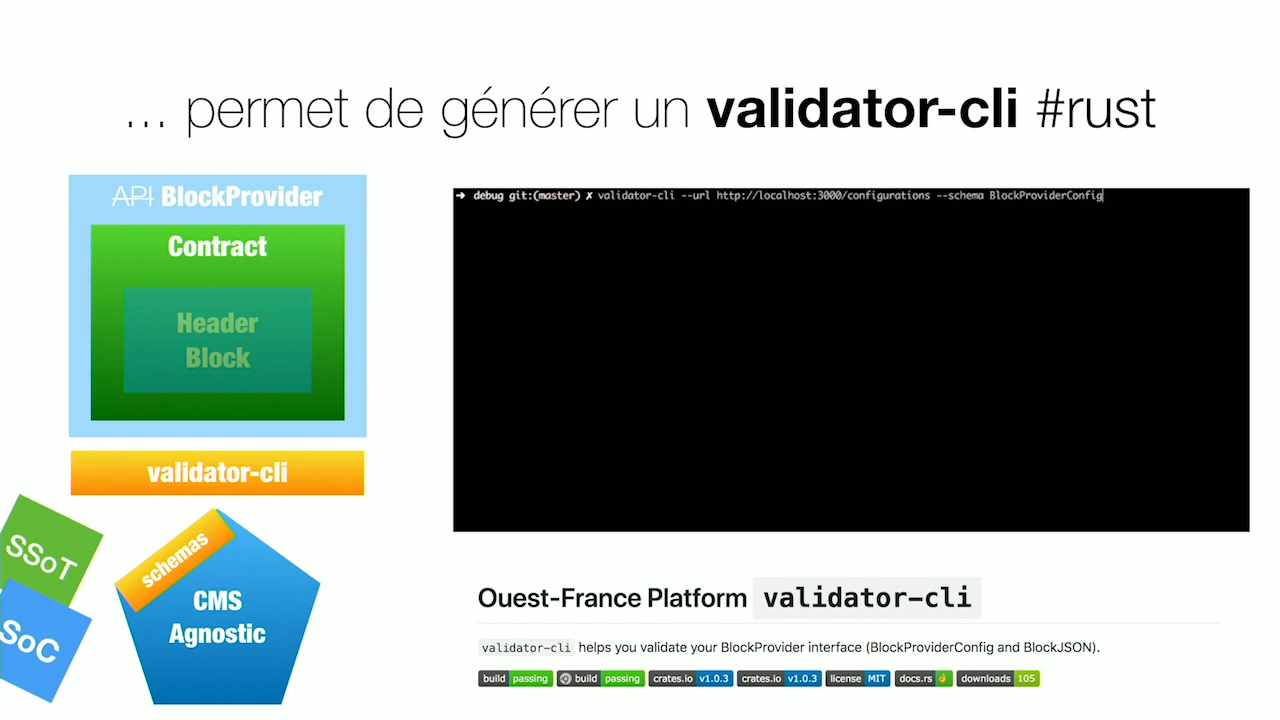 ... permet de générer un validator-cli #rust
API BlockProvider
Contract
Header
Block
validator-cli
SSoT
SoC
schemas
CMS
Agnostic
➜ debug git:(master) ✗ validator-cli --url http://localhost:3000/configurations --schema BlockProviderConfig
Ouest-France Platform validator-cli
validator-cli helps you validate your BlockProvider interface (BlockProviderConfig and BlockJSON).
build passing build passing crates.io v1.0.3 crates.io v1.0.3 license MIT docs.rs 👌 downloads 105